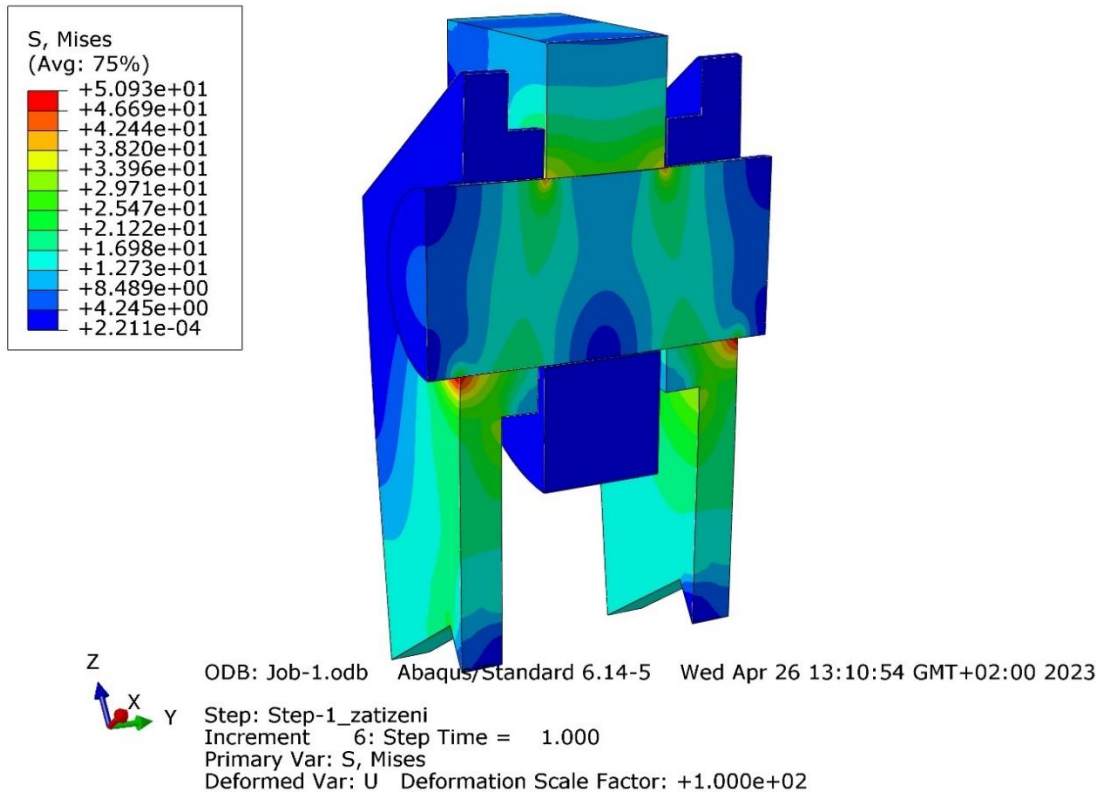 S, Mises
(Avg: 75%)
+5.093e+01
+4.669e+01
+4.244e+01
+3.820e+01
+3.396e+01
+2.971e+01
+2.547e+01
+2.122e+01
+1.698e+01
+1.273e+01
+8.489e+00
+4.245e+00
+2.211e-04
Z
X
Y
ODB: Job-1.odb Abaqus/Standard 6.14-5 Wed Apr 26 13:10:54 GMT+02:00 2023
Step: Step-1_zatizeni
Increment 6: Step Time = 1.000
Primary Var: S, Mises
Deformed Var: U Deformation Scale Factor: +1.000e+02